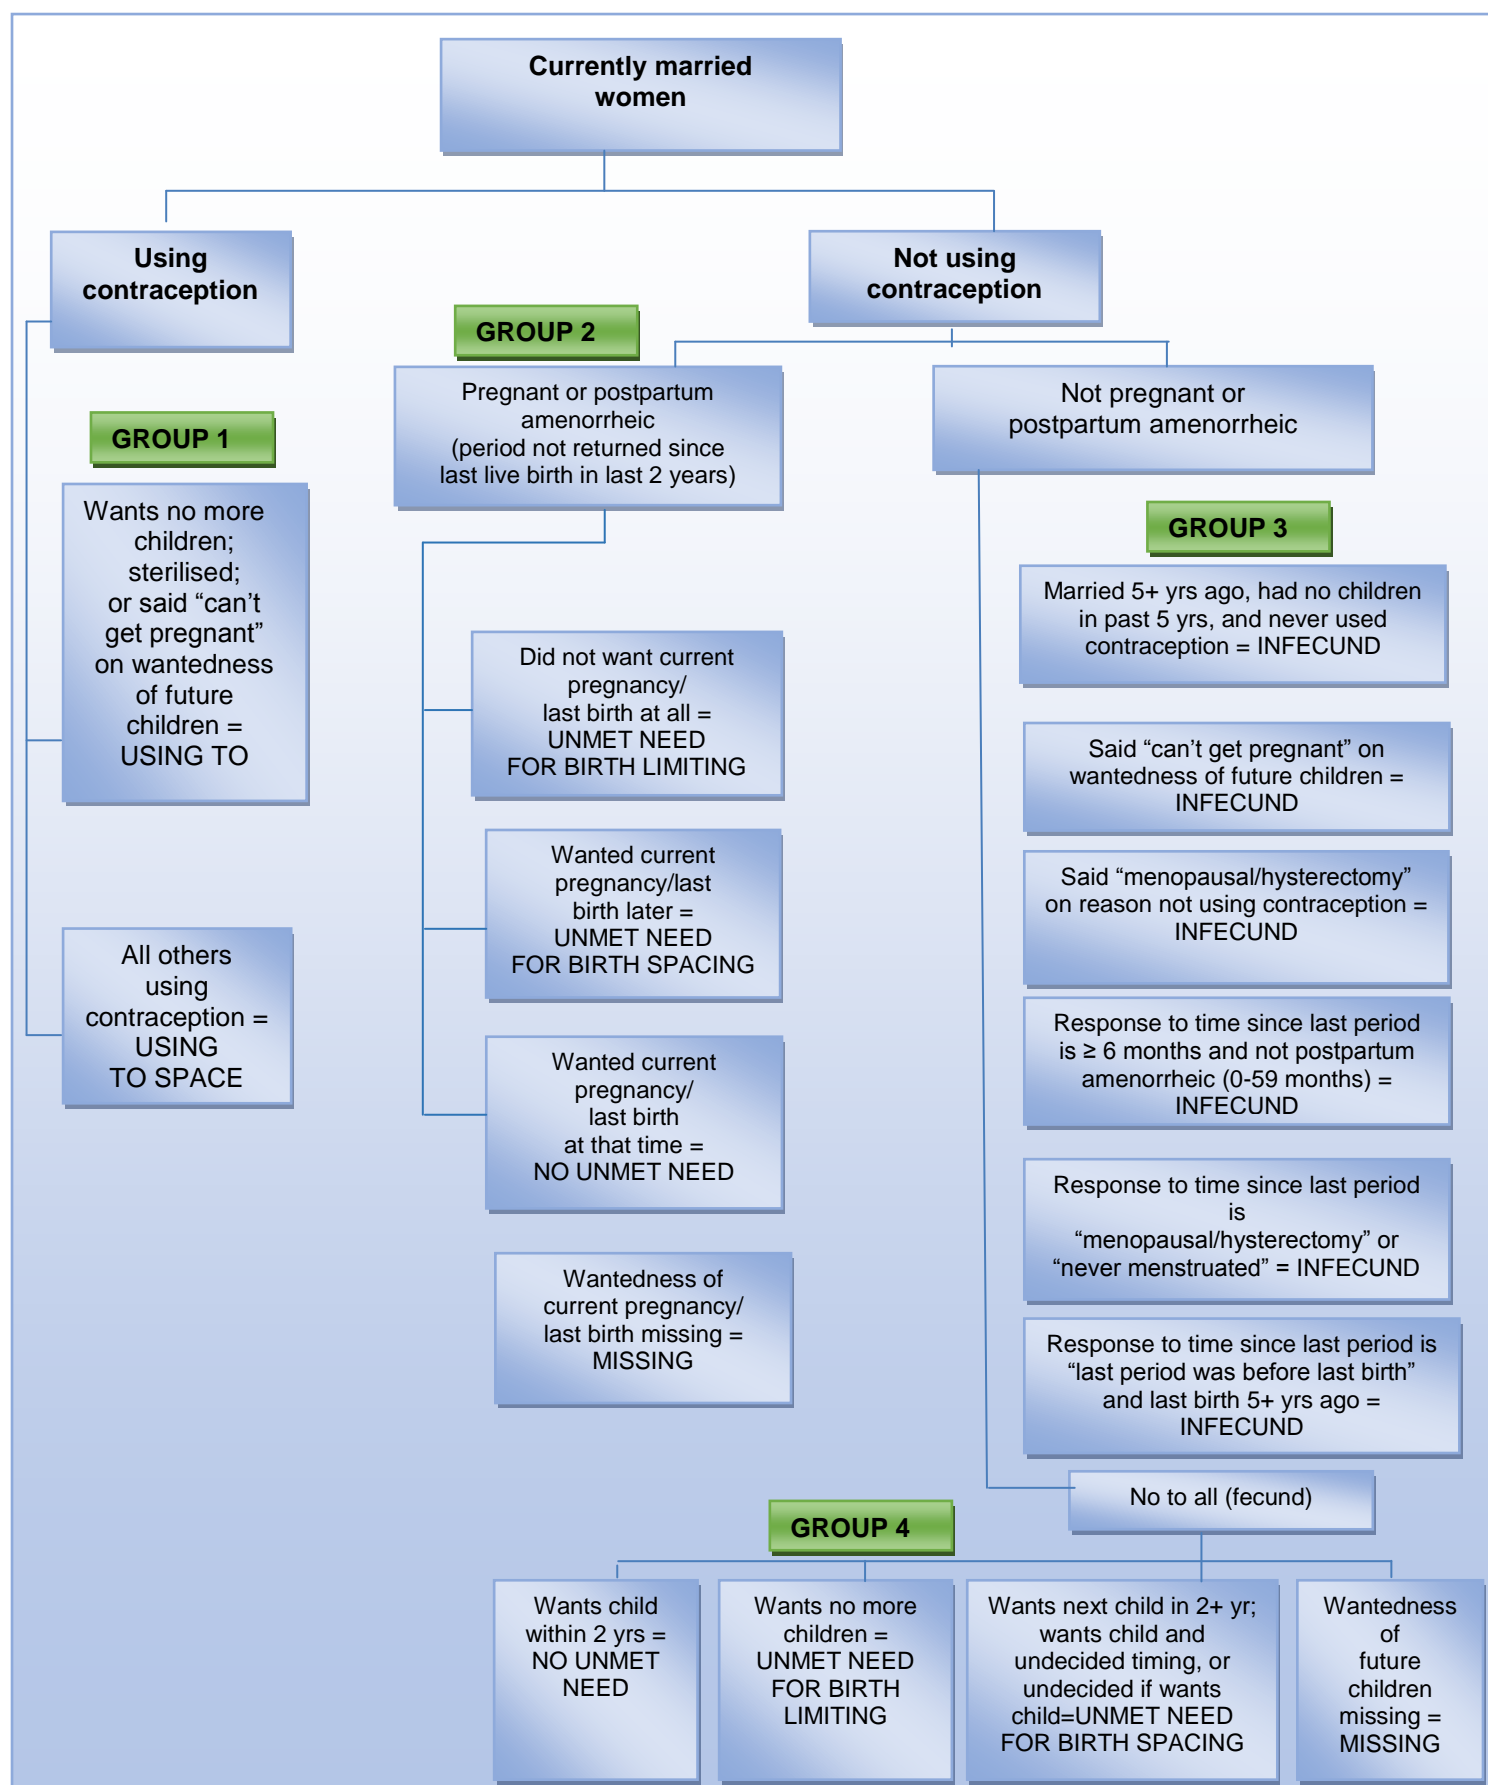 Currently married
women
Using
contraception
Not using
contraception
GROUP 1
Wants no more
children;
sterilised;
or said “can’t
get pregnant”
on wantedness
of future
children =
USING TO
All others
using
contraception =
USING
TO SPACE
GROUP 2
Pregnant or postpartum
amenorrheic
(period not returned since
last live birth in last 2 years)
Did not want current
pregnancy/
last birth at all =
UNMET NEED
FOR BIRTH LIMITING
Wanted current
pregnancy/last
birth later =
UNMET NEED
FOR BIRTH SPACING
Wanted current
pregnancy/
last birth
at that time =
NO UNMET NEED
Wantedness of
current pregnancy/
last birth missing =
MISSING
Not pregnant or
postpartum amenorrheic
GROUP 3
Married 5+ yrs ago, had no children
in past 5 yrs, and never used
contraception = INFECUND
Said “can’t get pregnant” on
wantedness of future children =
INFECUND
Said “menopausal/hysterectomy”
on reason not using contraception =
INFECUND
Response to time since last period
is ≥ 6 months and not postpartum
amenorrheic (0-59 months) =
INFECUND
Response to time since last period
is
“menopausal/hysterectomy” or
“never menstruated” = INFECUND
Response to time since last period is
“last period was before last birth”
and last birth 5+ yrs ago =
INFECUND
No to all (fecund)
GROUP 4
Wants child
within 2 yrs =
NO UNMET
NEED
Wants no more
children =
UNMET NEED
FOR BIRTH
LIMITING
Wants next child in 2+ yr;
wants child and
undecided timing, or
undecided if wants
child=UNMET NEED
FOR BIRTH SPACING
Wantedness
of
future
children
missing =
MISSING